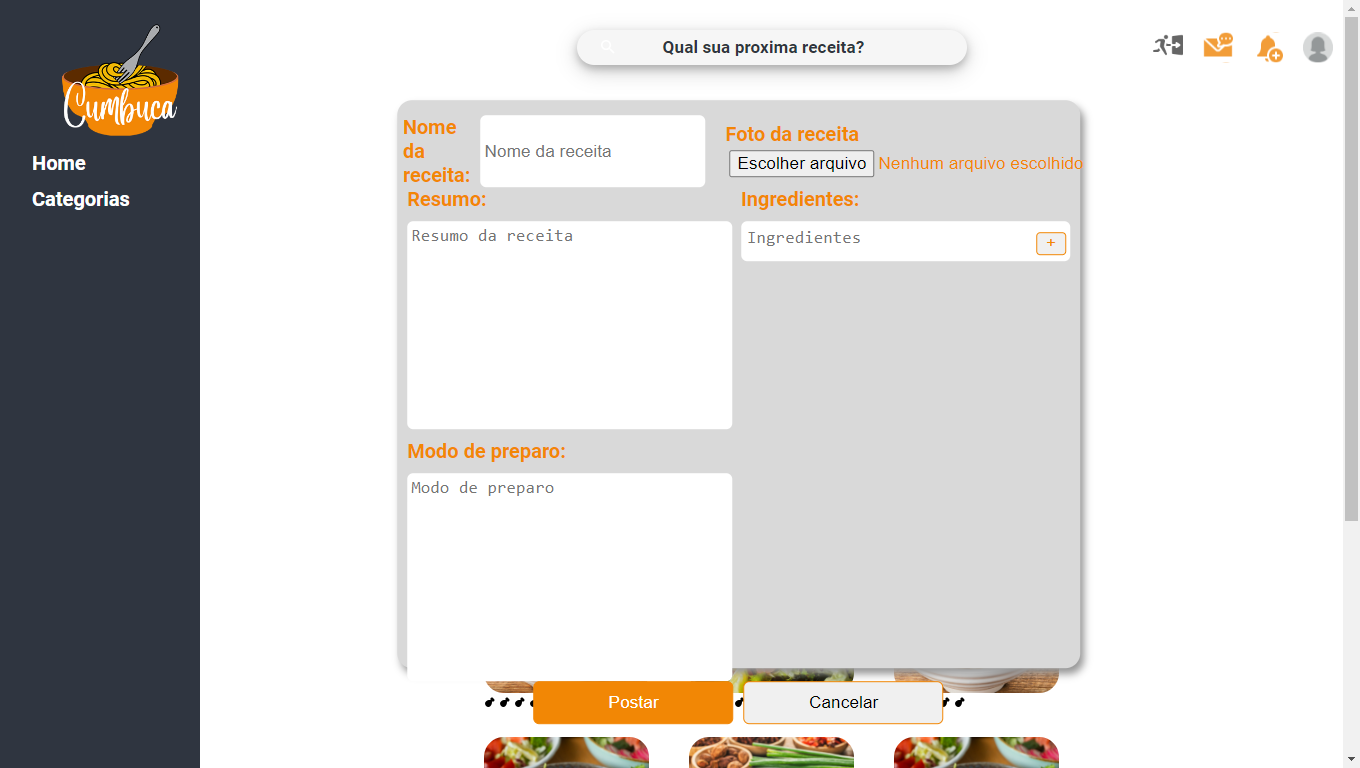 Cumbuca
Home
Categorias
Qual sua proxima receita?
Nome
da
receita:
Nome da receita
Foto da receita
Escolher arquivo Nenhum arquivo escolhido
Resumo:
Resumo da receita
Ingredientes:
Ingredientes
+
Modo de preparo:
Modo de preparo
Postar
Cancelar